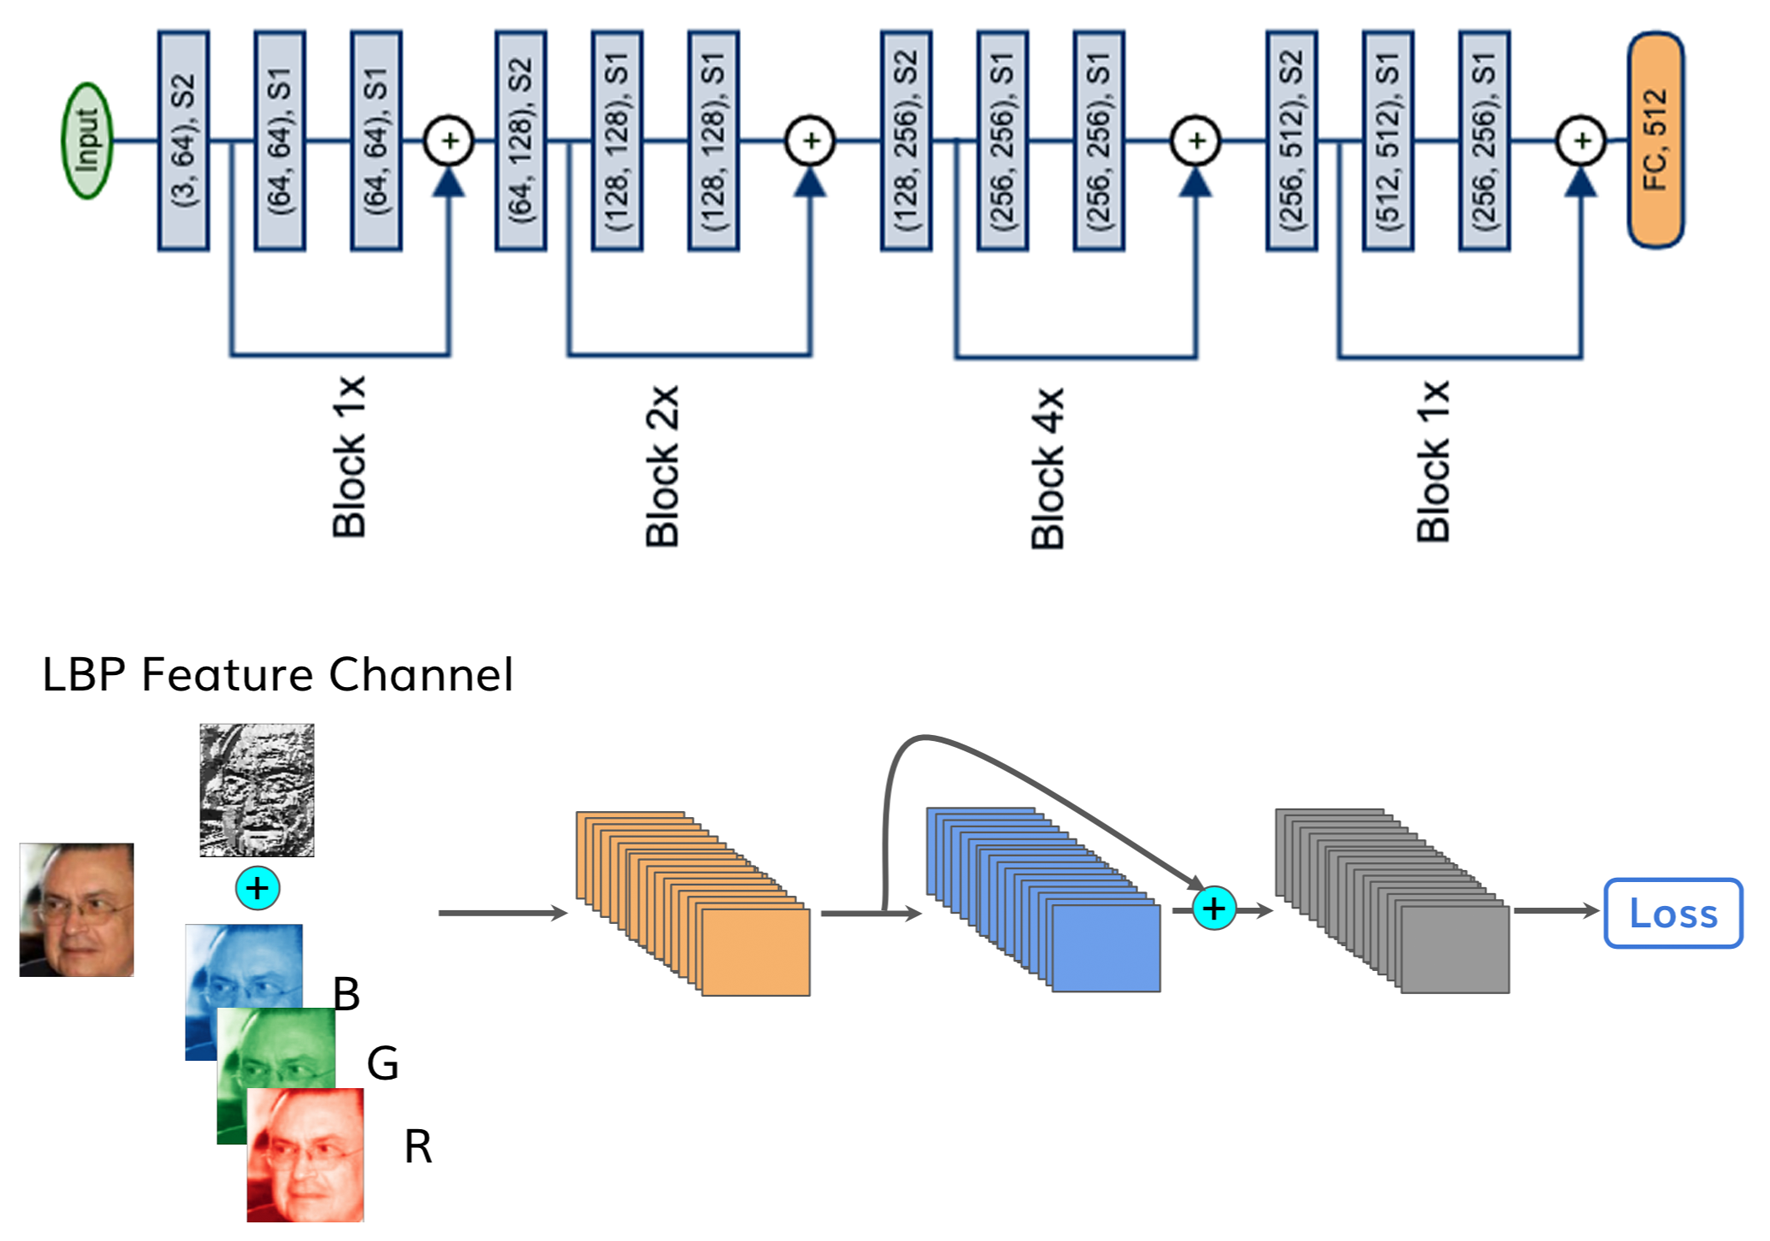 Input
(3, 64), S2
(64, 64), S1
(64, 64), S1
+
(64, 128), S2
(128, 128), S1
(128, 128), S1
+
(128, 256), S2
(256, 256), S1
(256, 256), S1
+
(256, 512), S2
(512, 512), S1
(256, 256), S1
+
FC, 512
Block 1x
Block 2x
Block 4x
Block 1x
LBP Feature Channel
+
B
G
R
+
Loss